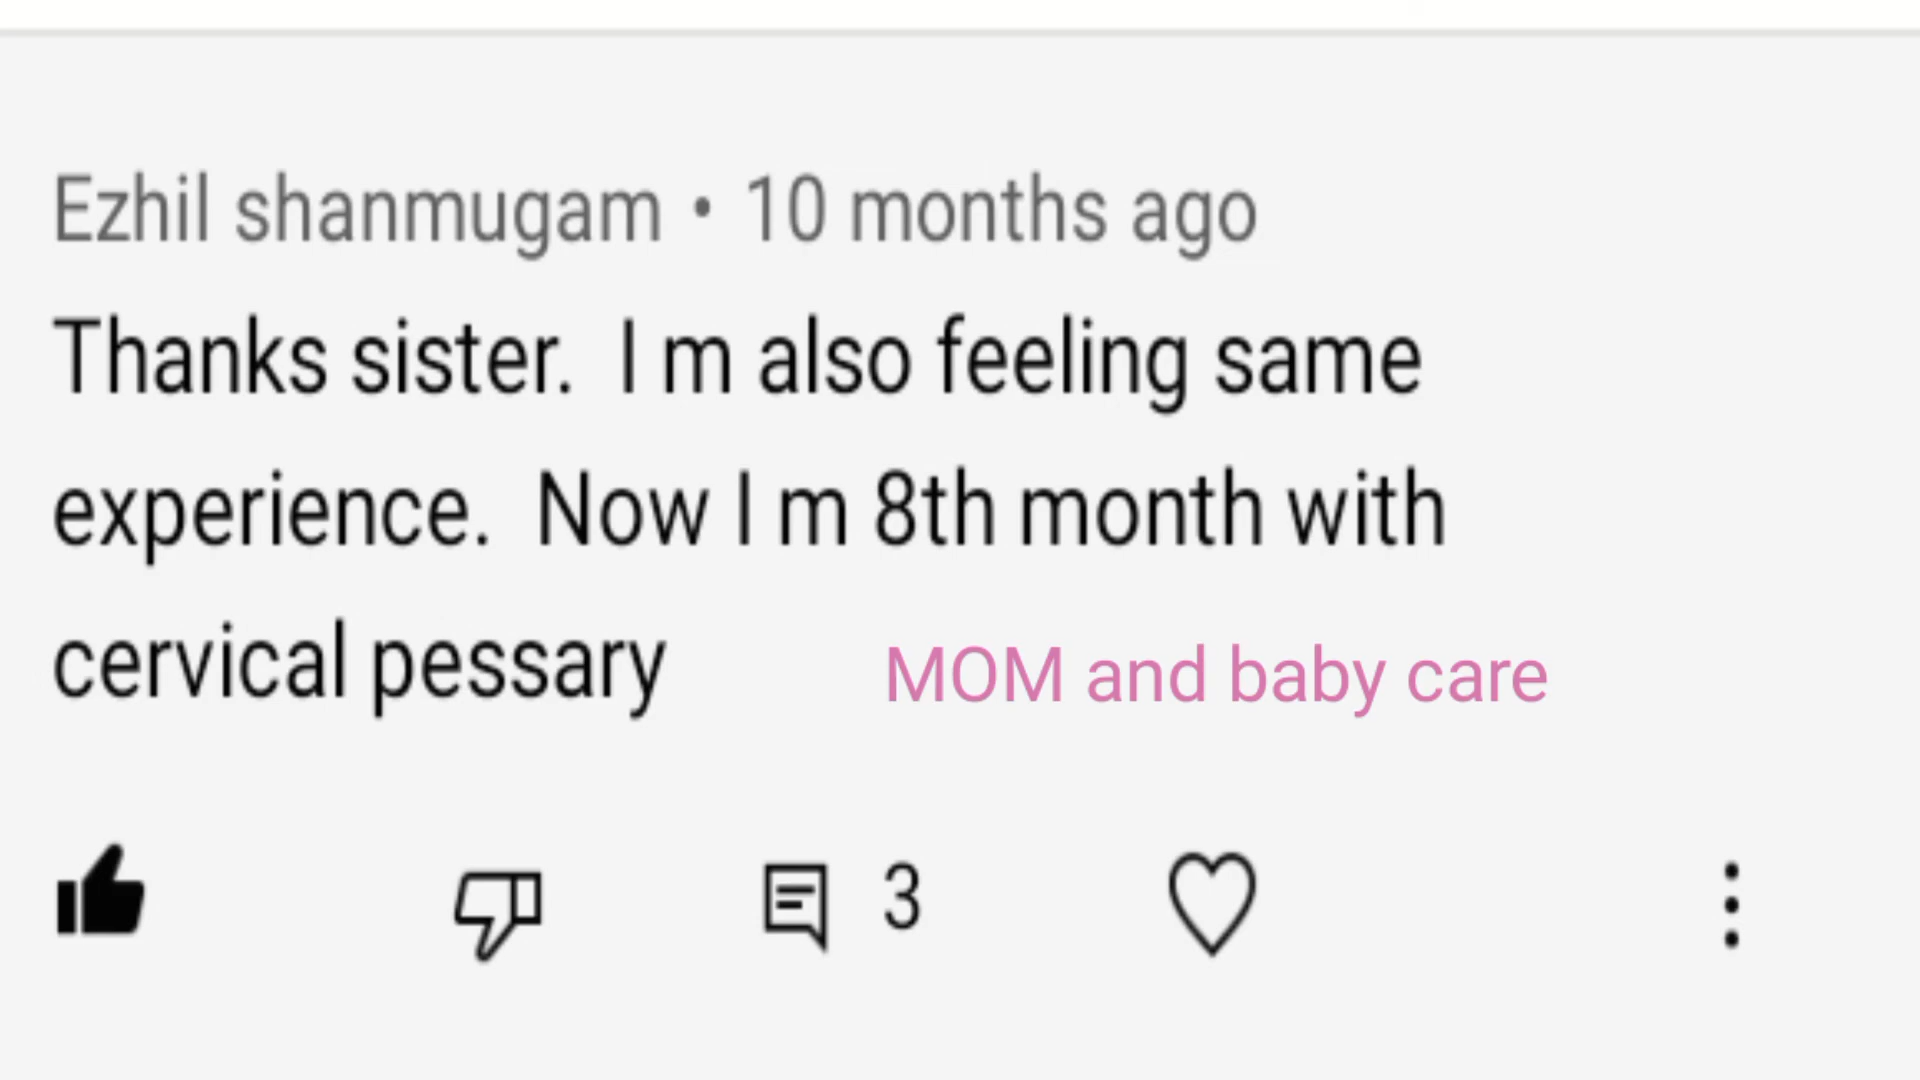 Ezhil shanmugam • 10 months ago
Thanks sister.  I m also feeling same
experience.  Now I m 8th month with
cervical pessary
MOM and baby care
3